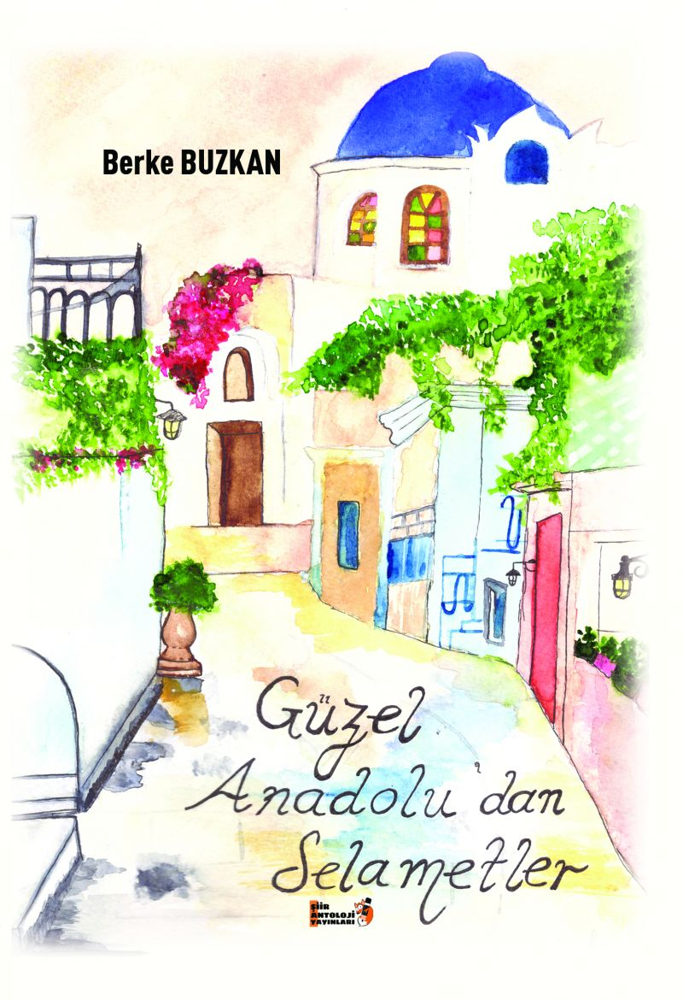 Berke BUZKAN
Güzel
Anadolu'dan
Selametler
ŞİİR
ANTOLOJİ
YAYINLARI